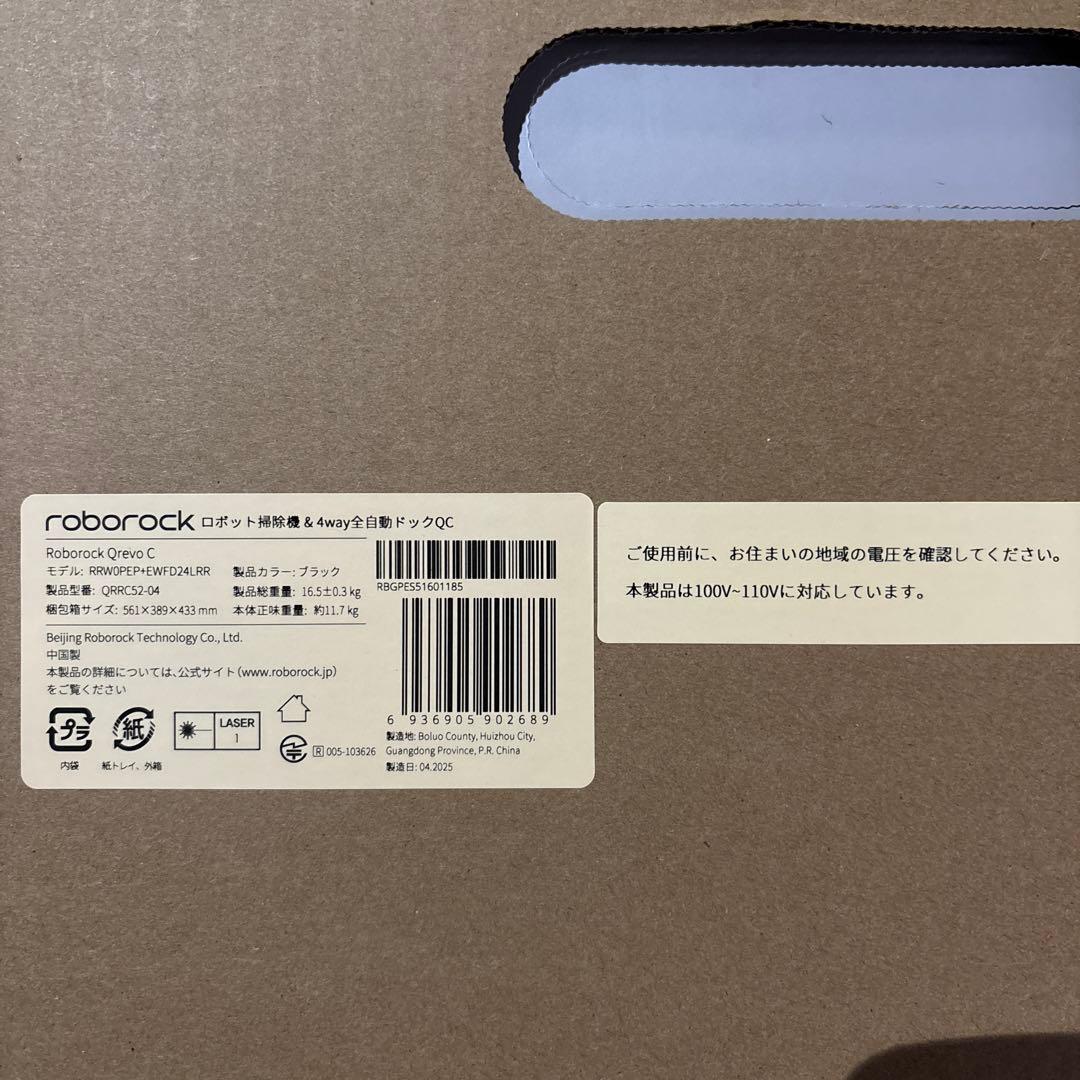 roborock ロボット掃除機 & 4way全自動ドックQC
Roborock Qrevo C
モデル: RRW0PEP+EWFD24LRR 製品カラー: ブラック
製品型番: QRRC52-04 製品総重量: 16.5±0.3 kg
梱包箱サイズ: 561×389×433 mm 本体正味重量: 約11.7 kg
Beijing Roborock Technology Co., Ltd.
中国製
本製品の詳細については、公式サイト(www.roborock.jp)
をご覧ください
プラ
内袋
紙
紙トレイ、外箱
LASER
1
R 005-103626
RBGPES51601185
6 936905 902689
製造地: Boluo County, Huizhou City,
Guangdong Province, P.R. China
製造日: 04.2025
ご使用前に、お住まいの地域の電圧を確認してください。
本製品は100V~110Vに対応しています。